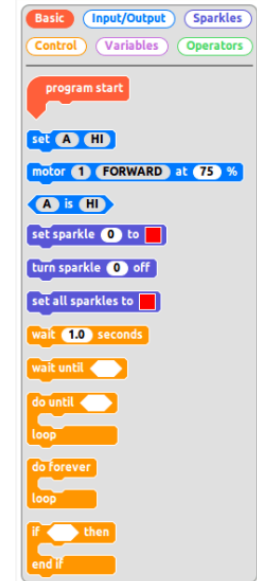 Basic Input/Output Sparkles
Control Variables Operators
program start
set A HI
motor 1 FORWARD at 75 %
A is HI
set sparkle 0 to
turn sparkle 0 off
set all sparkles to
wait 1.0 seconds
wait until
do until
loop
do forever
loop
if then
end if